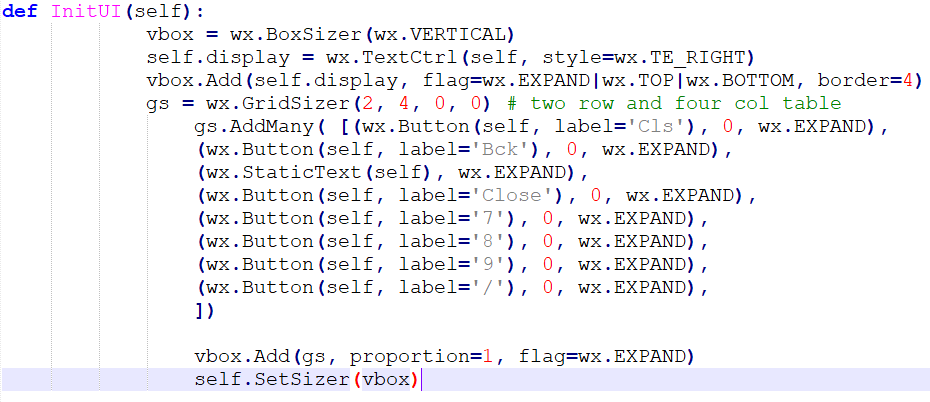 def InitUI(self):
            vbox = wx.BoxSizer(wx.VERTICAL)
            self.display = wx.TextCtrl(self, style=wx.TE_RIGHT)
            vbox.Add(self.display, flag=wx.EXPAND|wx.TOP|wx.BOTTOM, border=4)
            gs = wx.GridSizer(2, 4, 0, 0) # two row and four col table
                gs.AddMany( [(wx.Button(self, label='Cls'), 0, wx.EXPAND),
                (wx.Button(self, label='Bck'), 0, wx.EXPAND),
                (wx.StaticText(self), wx.EXPAND),
                (wx.Button(self, label='Close'), 0, wx.EXPAND),
                (wx.Button(self, label='7'), 0, wx.EXPAND),
                (wx.Button(self, label='8'), 0, wx.EXPAND),
                (wx.Button(self, label='9'), 0, wx.EXPAND),
                (wx.Button(self, label='/'), 0, wx.EXPAND),
                ])

                vbox.Add(gs, proportion=1, flag=wx.EXPAND)
                self.SetSizer(vbox)